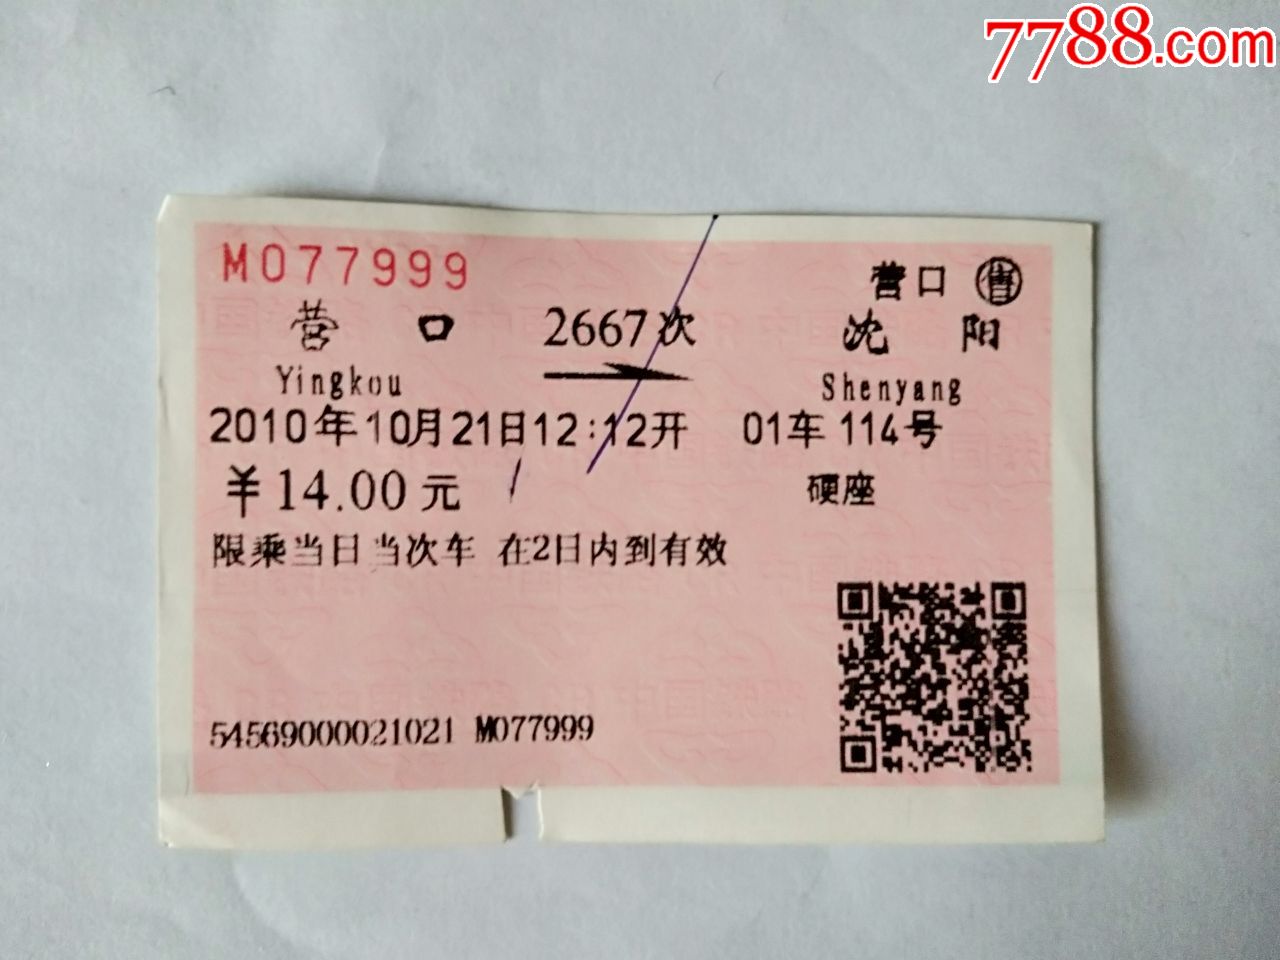 7788.com
M077999
营口 售
营口 2667次 沈阳
Yingkou Shenyang
2010年10月21日12:12开 01车114号
¥14.00元 硬座
限乘当日当次车 在2日内到有效
54569000021021 M077999